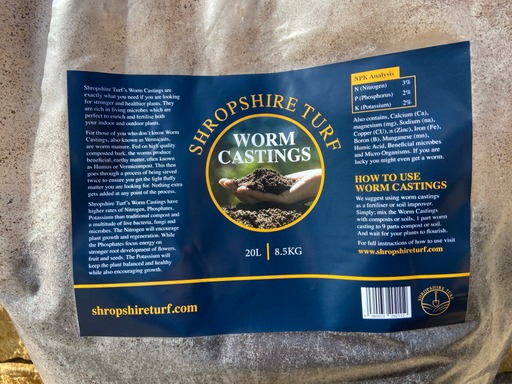 Shropshire Turf's Worm Castings are
exactly what you need if you are looking
for stronger and healthier plants. They
are rich in living microbes which are
perfect to enrich and fertilise both
your indoor and outdoor plants.
For those of you who don't know Worm
Castings, also known as Vermicasts,
are worm manure. Fed on high quality
composted bark, the worms produce
beneficial, earthy matter, often known
as Humus or Vermicompost. This then
goes through a process of being sieved
twice to ensure you get the light fluffy
matter you are looking for. Nothing extra
gets added at any point of the process.
Shropshire Turf's Worm Castings have
higher rates of Nitrogen, Phosphates,
Potassium than traditional compost and
a multitude of live bacteria, fungi and
microbes. The Nitrogen will encourage
plant growth and regeneration. While
the Phosphates focus energy on
stronger root development of flowers,
fruit and seeds. The Potassium will
keep the plant balanced and healthy
while also encouraging growth.
shropshireturf.com
SHROPSHIRE TURF
WORM
CASTINGS
20L | 8.5KG
NPK Analysis
N (Nitrogen) 3%
P (Phosphorus) 2%
K (Potassium) 2%
Also contains, Calcium (Ca),
magnesium (mg), Sodium (na),
Copper (CU), n (Zinc), Iron (Fe),
Boron (B), Manganese (mn),
Humic Acid, Beneficial microbes
and Micro Organisms. If you are
lucky you might even get a worm.
HOW TO USE
WORM CASTINGS
We suggest using worm castings
as a fertiliser or soil improver.
Simply; mix the Worm Castings
with composts or soils, 1 part worm
casting to 9 parts compost or soil.
And wait for your plants to flourish.
For full instructions of how to use visit
www.shropshireturf.com
SHROPSHIRE TURF